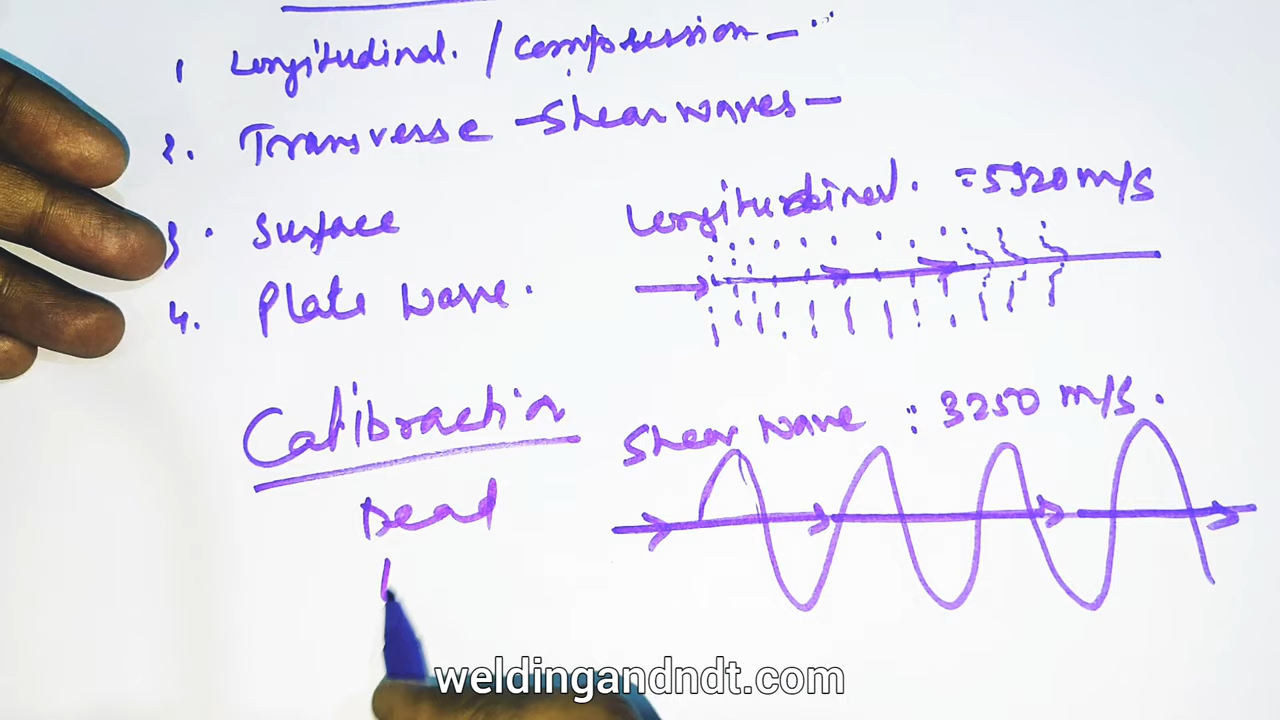 1 Longitudinal. / Compression -
2. Transverse - Shear waves -
3. Surface
4. Plate wave.
Longitudinal. = 5920 m/s
Calibration
Shear wave : 3250 m/s.
Dead
weldingandndt.com